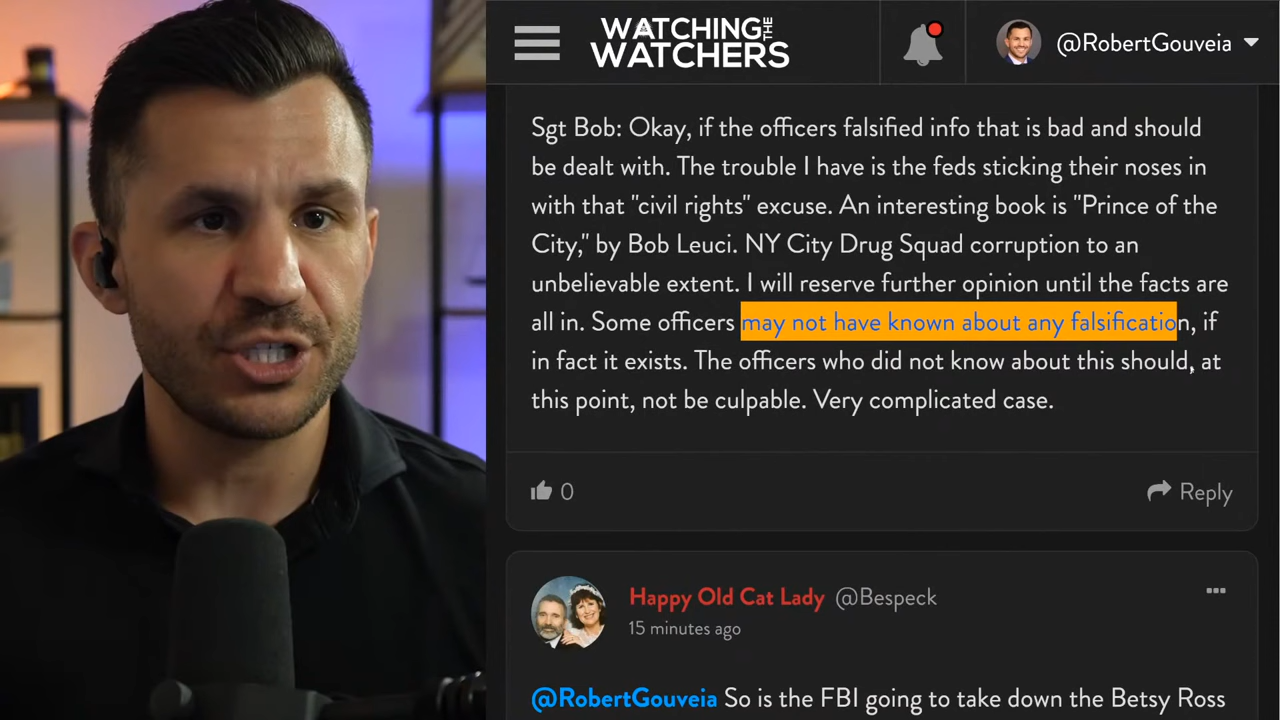 WATCHING THE
WATCHERS
@RobertGouveia
Sgt Bob: Okay, if the officers falsified info that is bad and should
be dealt with. The trouble I have is the feds sticking their noses in
with that "civil rights" excuse. An interesting book is "Prince of the
City," by Bob Leuci. NY City Drug Squad corruption to an
unbelievable extent. I will reserve further opinion until the facts are
all in. Some officers may not have known about any falsification, if
in fact it exists. The officers who did not know about this should, at
this point, not be culpable. Very complicated case.
0
Reply
Happy Old Cat Lady @Bespeck
15 minutes ago
@RobertGouveia So is the FBI going to take down the Betsy Ross